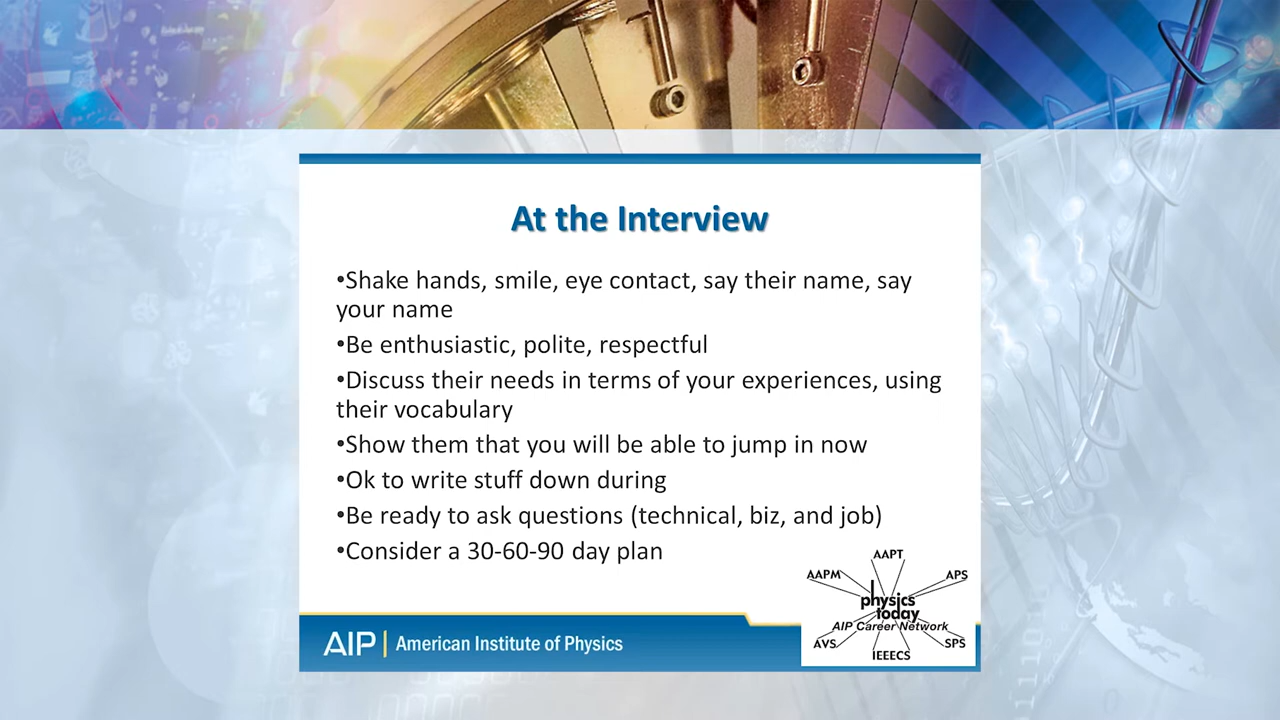 At the Interview
•Shake hands, smile, eye contact, say their name, say
your name
•Be enthusiastic, polite, respectful
•Discuss their needs in terms of your experiences, using
their vocabulary
•Show them that you will be able to jump in now
•Ok to write stuff down during
•Be ready to ask questions (technical, biz, and job)
•Consider a 30-60-90 day plan
AAPT
AAPM
APS
physics
today
AIP Career Network
AVS
SPS
IEEECS
AIP | American Institute of Physics